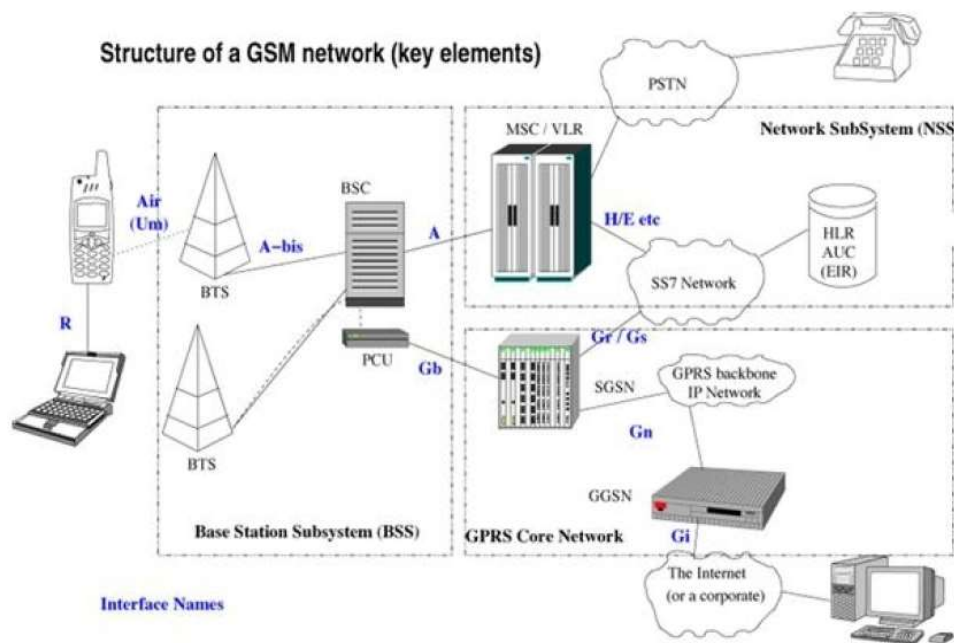 Structure of a GSM network (key elements)
PSTN
MSC / VLR
Network SubSystem (NSS
BSC
Air
(Um)
A-bis
A
H/E etc
HLR
AUC
(EIR)
BTS
SS7 Network
R
PCU
Gb
Gr / Gs
SGSN
GPRS backbone
IP Network
Gn
BTS
GGSN
Base Station Subsystem (BSS)
GPRS Core Network
Gi
The Internet
(or a corporate)
Interface Names